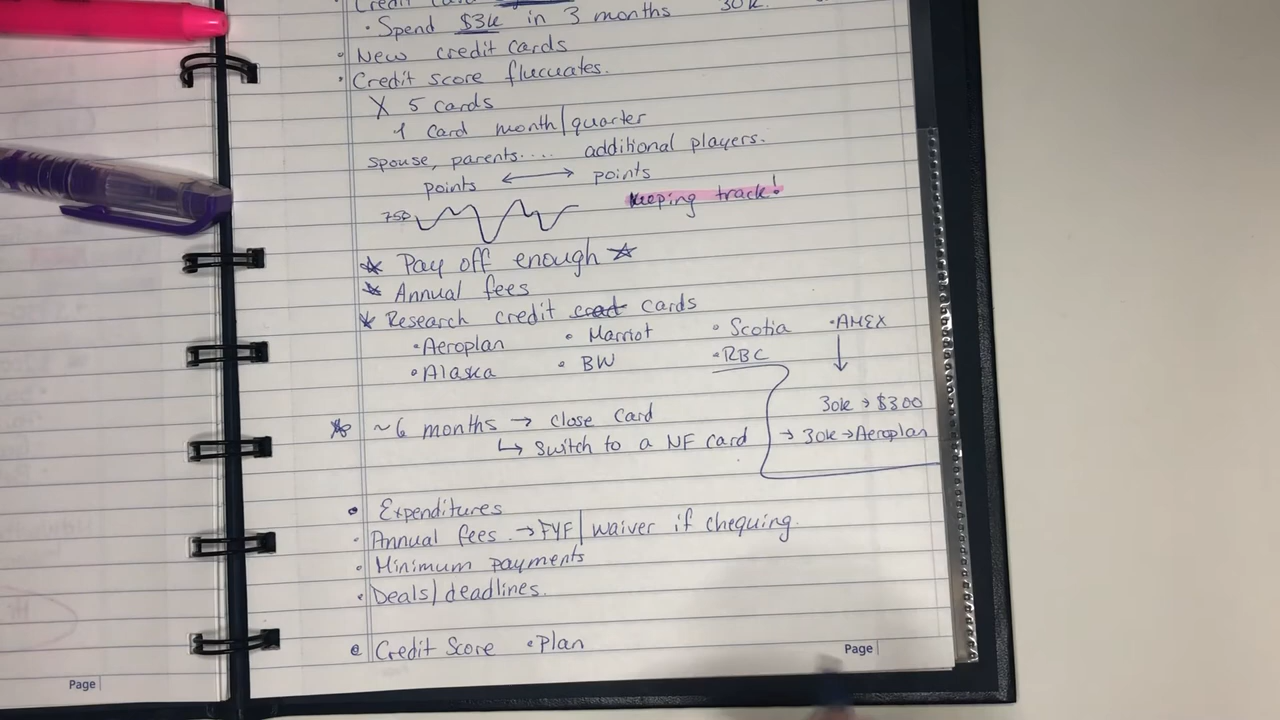 Credit Card
• Spend $3k in 3 months 30k.
• New credit cards
• Credit score flucuates.
X 5 cards
1 card month/quarter
spouse, parents.... additional players.
points ↔ points
keeping track!
750
☆ Pay off enough ☆
☆ Annual fees
☆ Research credit cards
• Aeroplan • Marriot • Scotia • AMEX
• Alaska • BW • RBC
30k → $300
☆ ~6 months → close card
→ 30k → Aeroplan
↳ Switch to a NF card
• Expenditures
• Annual fees → FYF/waiver if chequing.
• Minimum payments
• Deals/deadlines.
• Credit Score • Plan
Page |
Page |